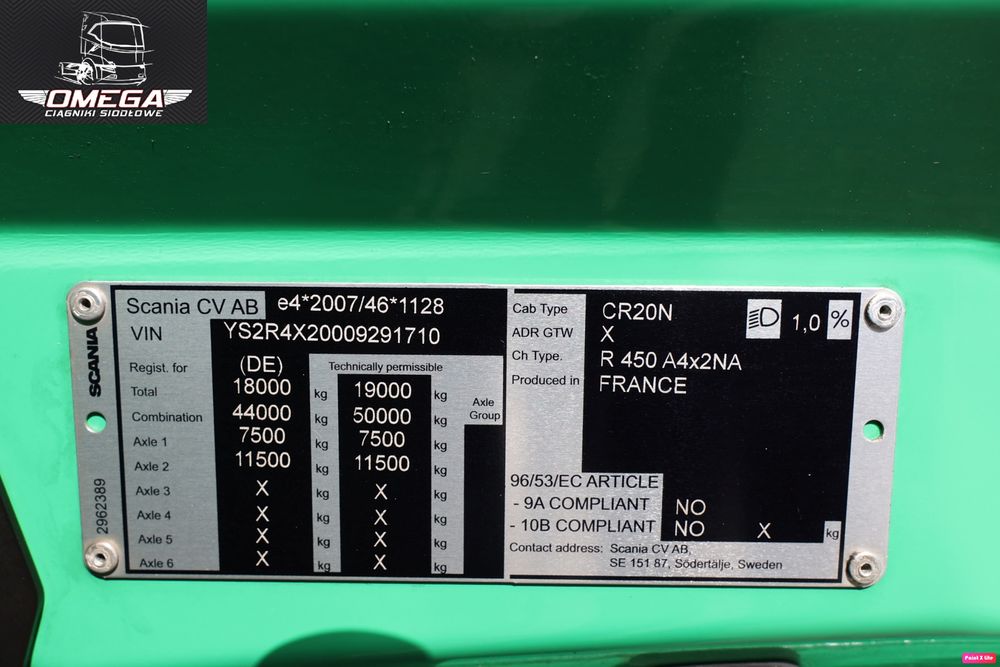 OMEGA
CIĄGNIKI SIODŁOWE
Scania CV AB e4*2007/46*1128
VIN YS2R4X20009291710
Regist. for (DE) Technically permissible
Total 18000 kg 19000 kg
Axle Group
Combination 44000 kg 50000 kg
Axle 1 7500 kg 7500 kg
Axle 2 11500 kg 11500 kg
Axle 3 X kg X kg
Axle 4 X kg X kg
Axle 5 X kg X kg
Axle 6 X kg X kg
SCANIA
2962389
Cab Type CR20N 1,0 %
ADR GTW X
Ch Type. R 450 A4x2NA
Produced in FRANCE
96/53/EC ARTICLE
- 9A COMPLIANT NO
- 10B COMPLIANT NO X kg
Contact address: Scania CV AB,
SE 151 87, Södertälje, Sweden
Paint X lite